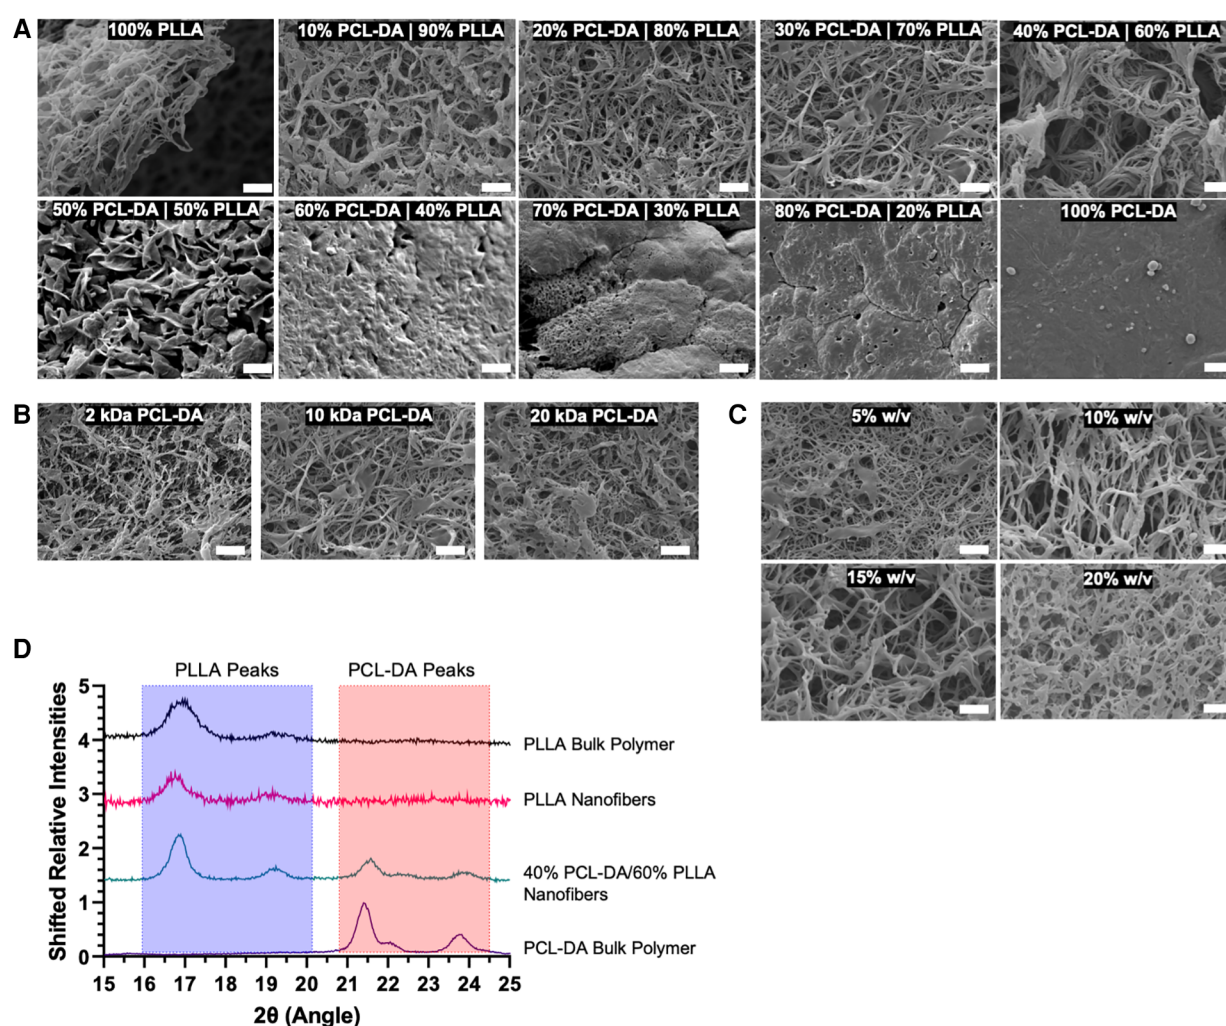 A
100% PLLA
10% PCL-DA | 90% PLLA
20% PCL-DA | 80% PLLA
30% PCL-DA | 70% PLLA
40% PCL-DA | 60% PLLA
50% PCL-DA | 50% PLLA
60% PCL-DA | 40% PLLA
70% PCL-DA | 30% PLLA
80% PCL-DA | 20% PLLA
100% PCL-DA
B
2 kDa PCL-DA
10 kDa PCL-DA
20 kDa PCL-DA
C
5% w/v
10% w/v
15% w/v
20% w/v
D
PLLA Peaks
PCL-DA Peaks
Shifted Relative Intensities
5
4
3
2
1
0
PLLA Bulk Polymer
PLLA Nanofibers
40% PCL-DA/60% PLLA
Nanofibers
PCL-DA Bulk Polymer
15 16 17 18 19 20 21 22 23 24 25
2θ (Angle)